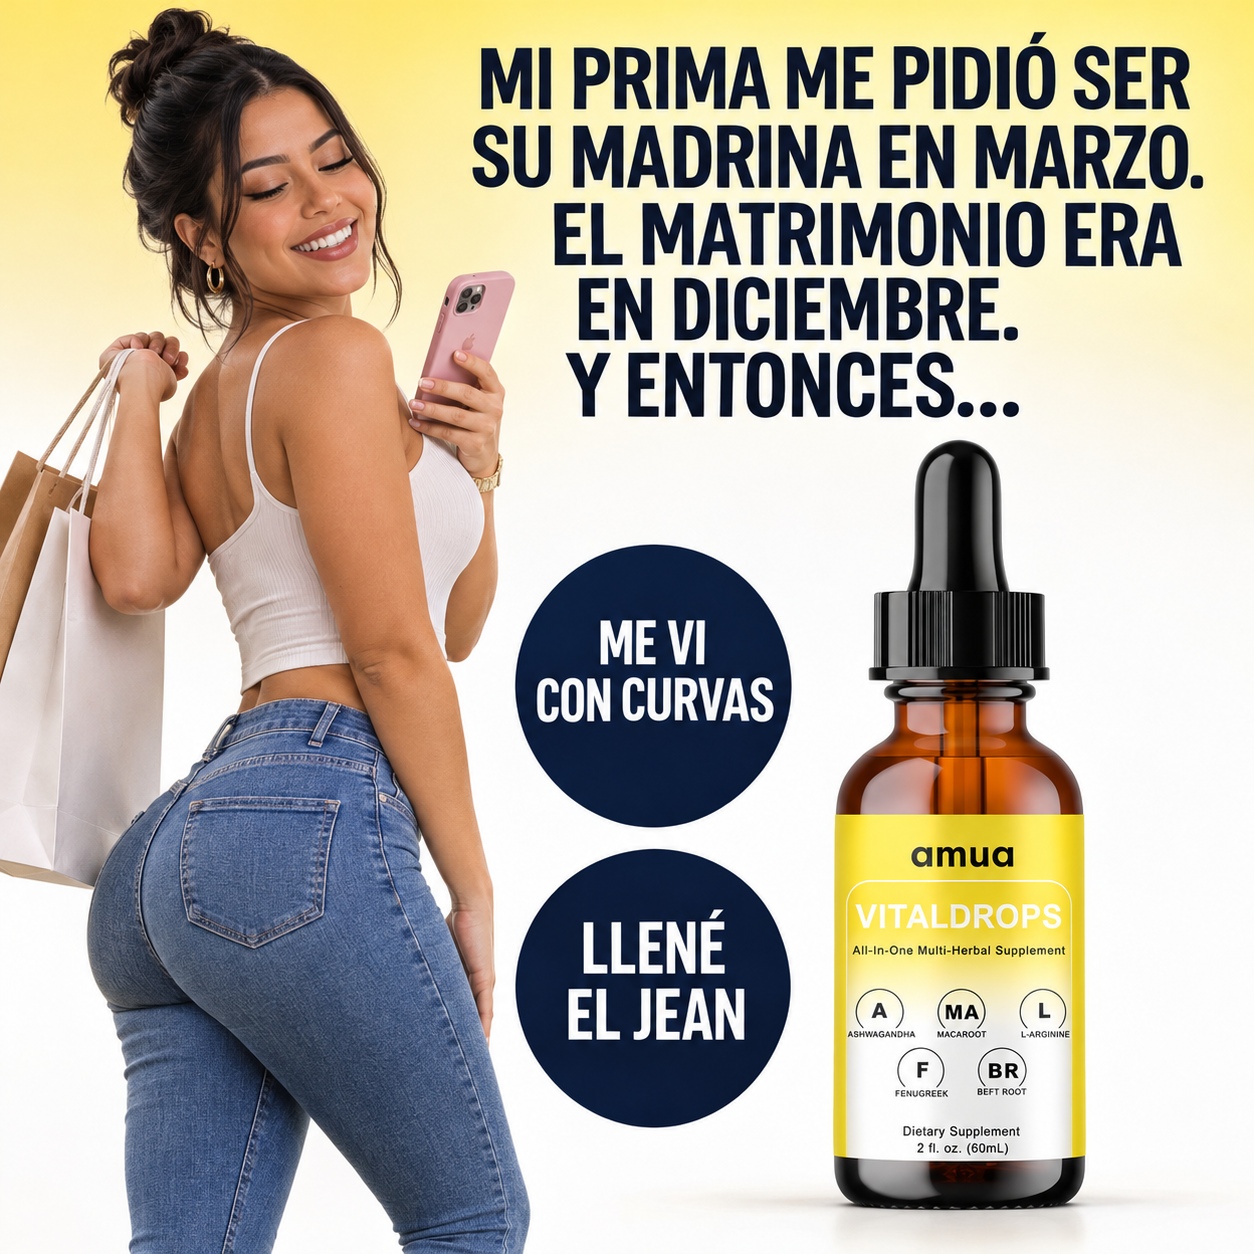 MI PRIMA ME PIDIÓ SER
SU MADRINA EN MARZO.
EL MATRIMONIO ERA
EN DICIEMBRE.
Y ENTONCES...
ME VI
CON CURVAS
LLENÉ
EL JEAN
amua
VITALDROPS
All-In-One Multi-Herbal Supplement
A
ASHWAGANDHA
MA
MACAROOT
L
L-ARGININE
F
FENUGREEK
BR
BEFT ROOT
Dietary Supplement
2 fl. oz. (60mL)